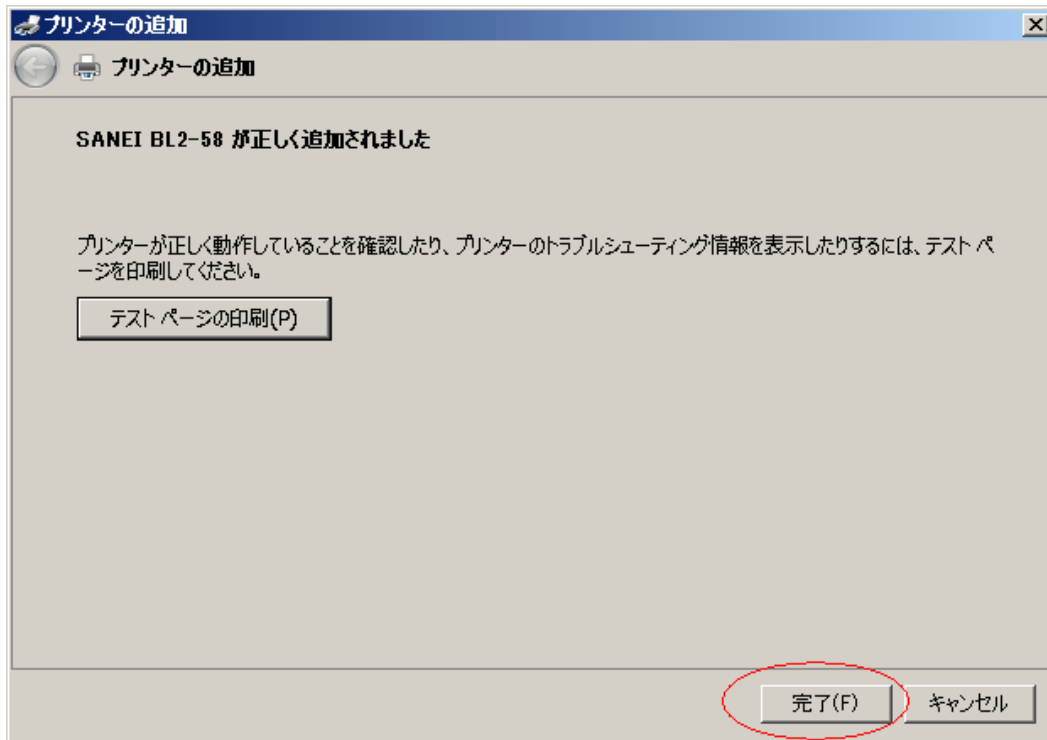 プリンターの追加
プリンターの追加
SANEI BL2-58 が正しく追加されました
プリンターが正しく動作していることを確認したり、プリンターのトラブルシューティング情報を表示したりするには、テスト ペ
ージを印刷してください。
テスト ページの印刷(P)
完了(F)
キャンセル